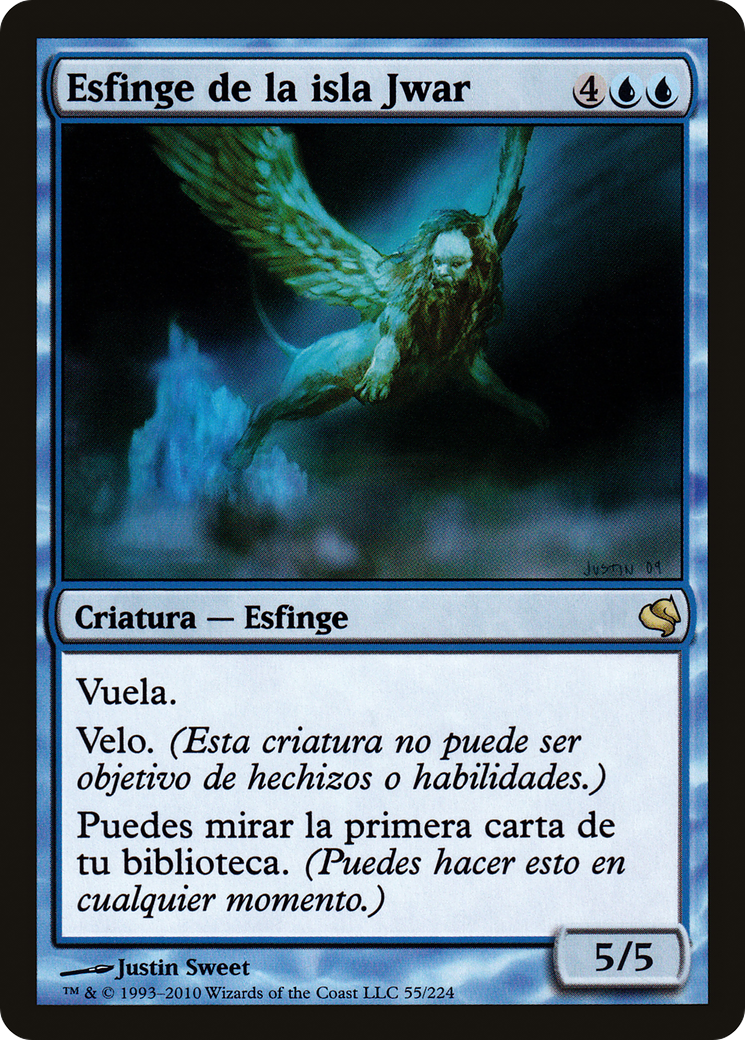 Esfinge de la isla Jwar 4
JUSTIN 09
Criatura — Esfinge
Vuela.
Velo. (Esta criatura no puede ser
objetivo de hechizos o habilidades.)
Puedes mirar la primera carta de
tu biblioteca. (Puedes hacer esto en
cualquier momento.)
5/5
Justin Sweet
™ & © 1993–2010 Wizards of the Coast LLC 55/224